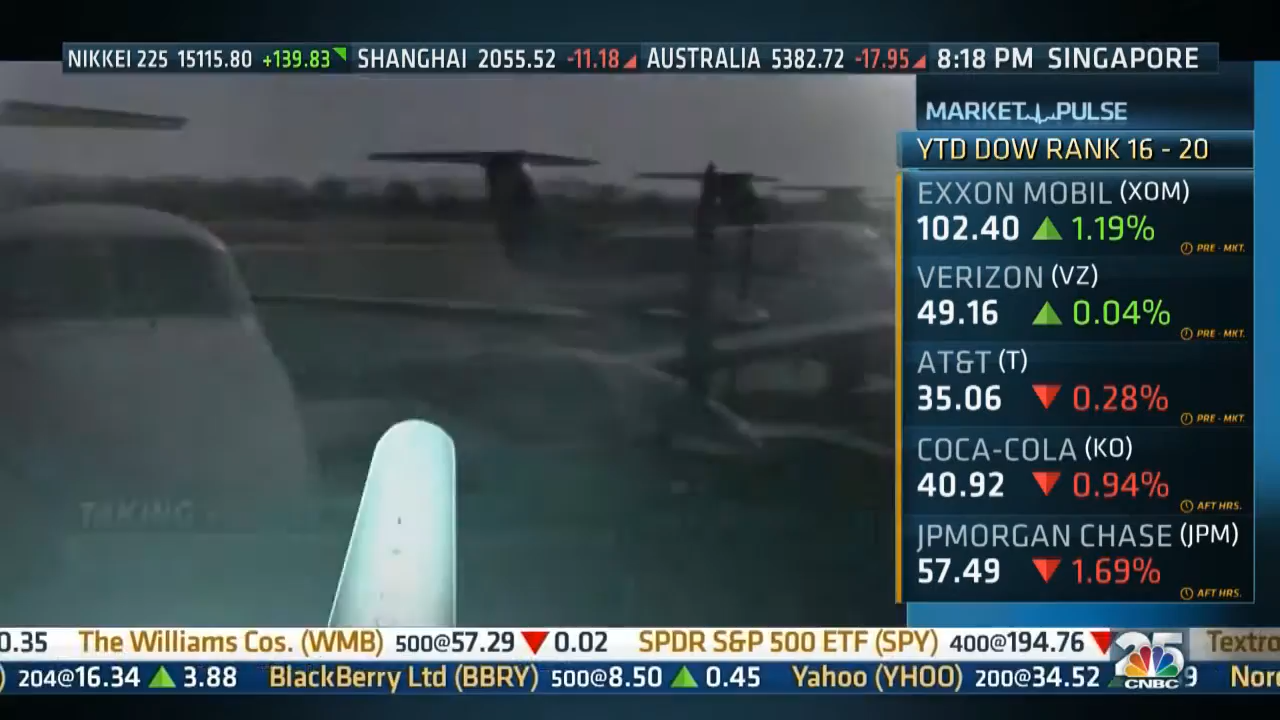 NIKKEI 225 15115.80 +139.83 SHANGHAI 2055.52 -11.18 AUSTRALIA 5382.72 -17.95 8:18 PM SINGAPORE
MARKET PULSE
YTD DOW RANK 16 - 20
EXXON MOBIL (XOM)
102.40 ▲ 1.19%
PRE - MKT.
VERIZON (VZ)
49.16 ▲ 0.04%
PRE - MKT.
AT&T (T)
35.06 ▼ 0.28%
PRE - MKT.
COCA-COLA (KO)
40.92 ▼ 0.94%
AFT HRS.
JPMORGAN CHASE (JPM)
57.49 ▼ 1.69%
AFT HRS.
TAKING
0.35 The Williams Cos. (WMB) 500@57.29 ▼ 0.02 SPDR S&P 500 ETF (SPY) 400@194.76 ▼ 25 Textro
) 204@16.34 ▲ 3.88 BlackBerry Ltd (BBRY) 500@8.50 ▲ 0.45 Yahoo (YHOO) 200@34.52 ▲ 9 Nor
CNBC